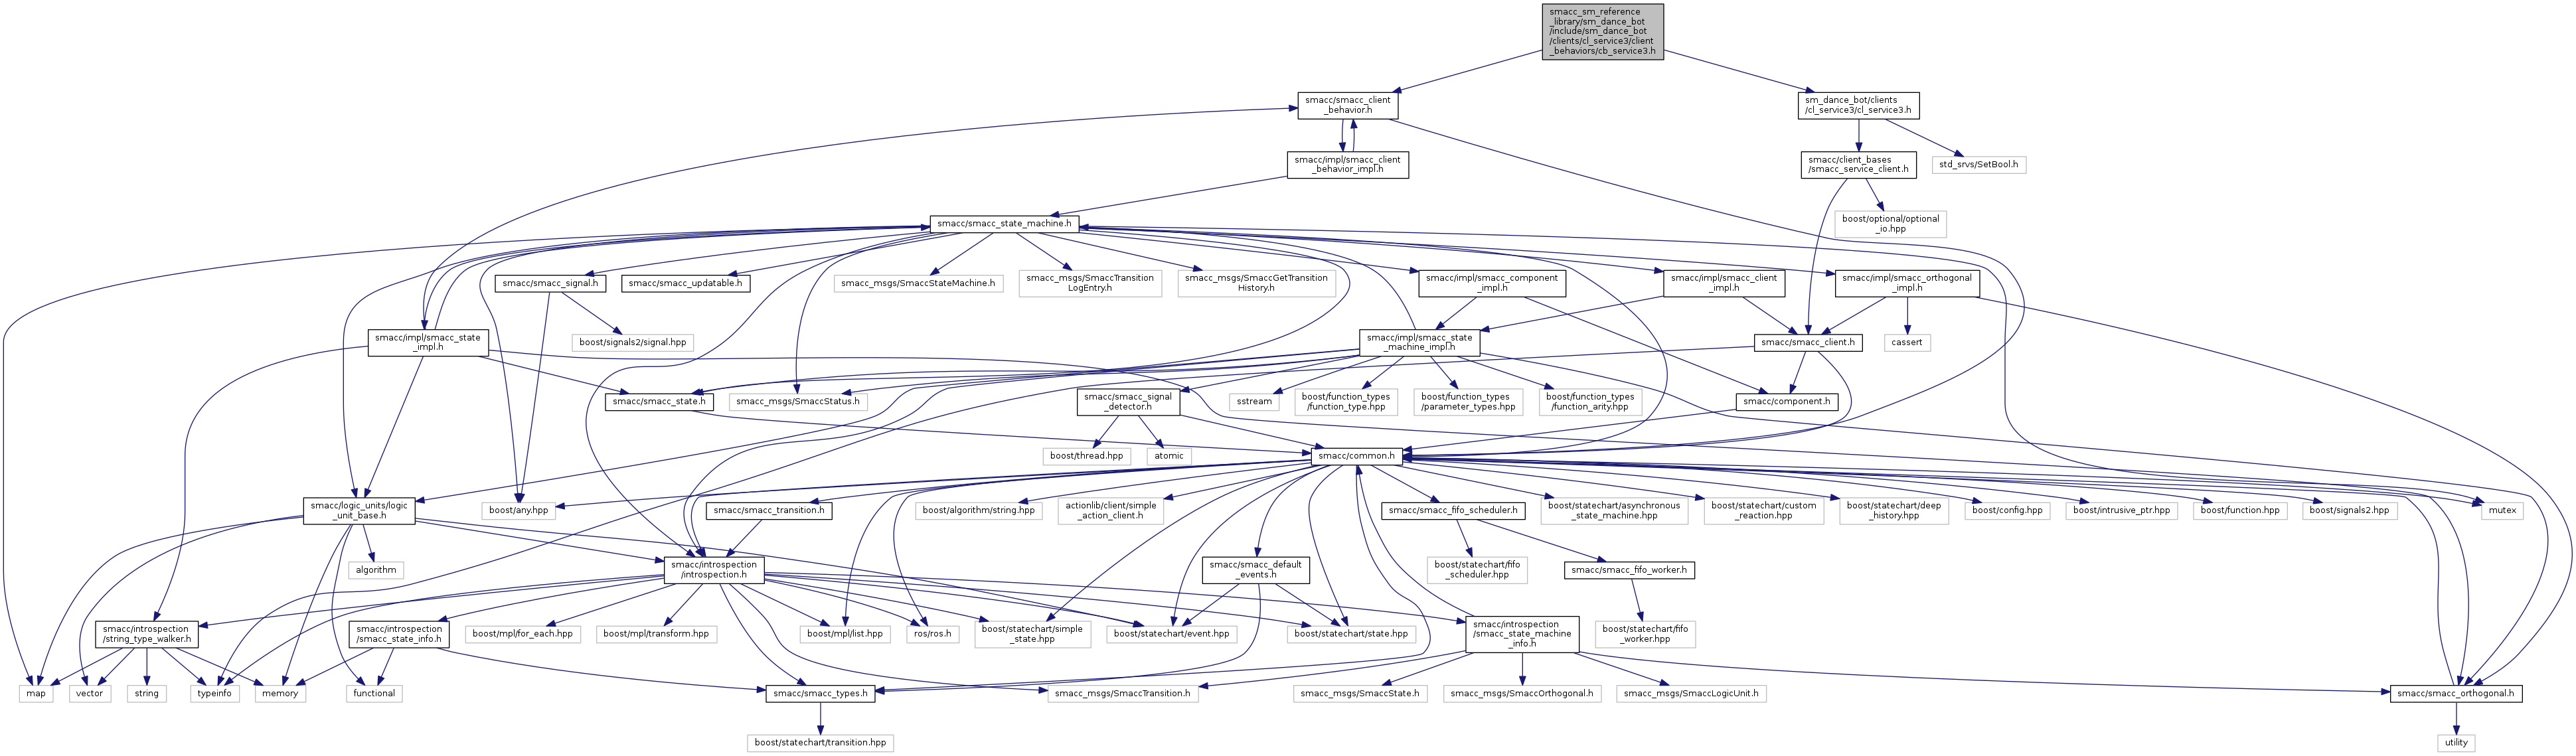 smacc_sm_reference
_library/sm_dance_bot
/include/sm_dance_bot
/clients/cl_service3/client
_behaviors/cb_service3.h
smacc/smacc_client
_behavior.h
sm_dance_bot/clients
/cl_service3/cl_service3.h
smacc/impl/smacc_client
_behavior_impl.h
smacc/client_bases
/smacc_service_client.h
std_srvs/SetBool.h
smacc/smacc_state_machine.h
boost/optional/optional
_io.hpp
smacc/smacc_signal.h
smacc/smacc_updatable.h
smacc_msgs/SmaccStateMachine.h
smacc_msgs/SmaccTransition
LogEntry.h
smacc_msgs/SmaccGetTransition
History.h
smacc/impl/smacc_component
_impl.h
smacc/impl/smacc_client
_impl.h
smacc/impl/smacc_orthogonal
_impl.h
smacc/impl/smacc_state
_impl.h
boost/signals2/signal.hpp
smacc/impl/smacc_state
_machine_impl.h
smacc/smacc_client.h
cassert
smacc/smacc_state.h
smacc_msgs/SmaccStatus.h
smacc/smacc_signal
_detector.h
sstream
boost/function_types
/function_type.hpp
boost/function_types
/parameter_types.hpp
boost/function_types
/function_arity.hpp
smacc/component.h
boost/thread.hpp
atomic
smacc/common.h
smacc/logic_units/logic
_unit_base.h
boost/any.hpp
smacc/smacc_transition.h
boost/algorithm/string.hpp
actionlib/client/simple
_action_client.h
smacc/smacc_fifo_scheduler.h
boost/statechart/asynchronous
_state_machine.hpp
boost/statechart/custom
_reaction.hpp
boost/statechart/deep
_history.hpp
boost/config.hpp
boost/intrusive_ptr.hpp
boost/function.hpp
boost/signals2.hpp
mutex
algorithm
smacc/introspection
/introspection.h
smacc/smacc_default
_events.h
boost/statechart/fifo
_scheduler.hpp
smacc/smacc_fifo_worker.h
smacc/introspection
/string_type_walker.h
smacc/introspection
/smacc_state_info.h
boost/mpl/for_each.hpp
boost/mpl/transform.hpp
boost/mpl/list.hpp
ros/ros.h
boost/statechart/simple
_state.hpp
boost/statechart/event.hpp
boost/statechart/state.hpp
smacc/introspection
/smacc_state_machine
_info.h
boost/statechart/fifo
_worker.hpp
map
vector
string
typeinfo
memory
functional
smacc/smacc_types.h
smacc_msgs/SmaccTransition.h
smacc_msgs/SmaccState.h
smacc_msgs/SmaccOrthogonal.h
smacc_msgs/SmaccLogicUnit.h
smacc/smacc_orthogonal.h
boost/statechart/transition.hpp
utility